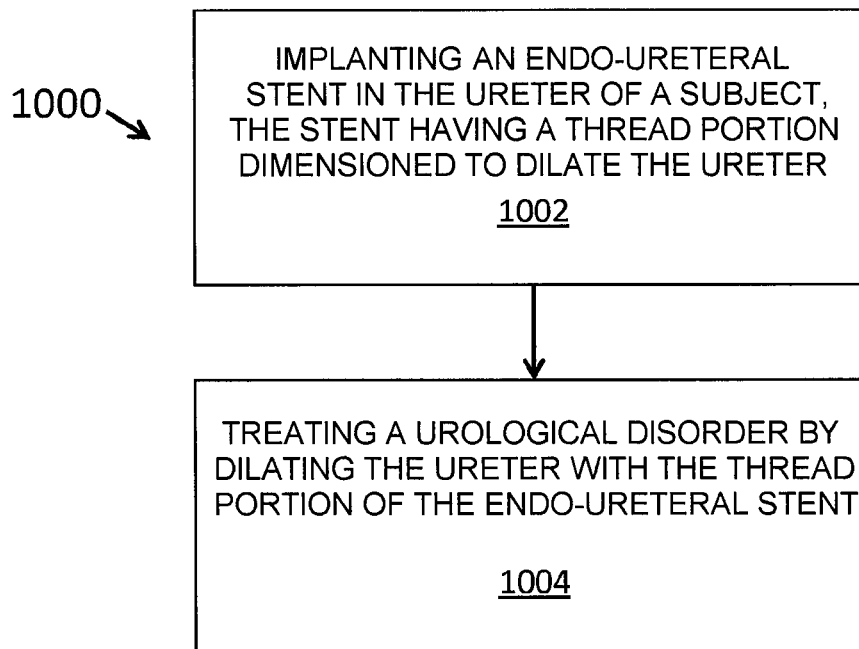 1000
IMPLANTING AN ENDO-URETERAL
STENT IN THE URETER OF A SUBJECT,
THE STENT HAVING A THREAD PORTION
DIMENSIONED TO DILATE THE URETER
1002
TREATING A UROLOGICAL DISORDER BY
DILATING THE URETER WITH THE THREAD
PORTION OF THE ENDO-URETERAL STENT
1004